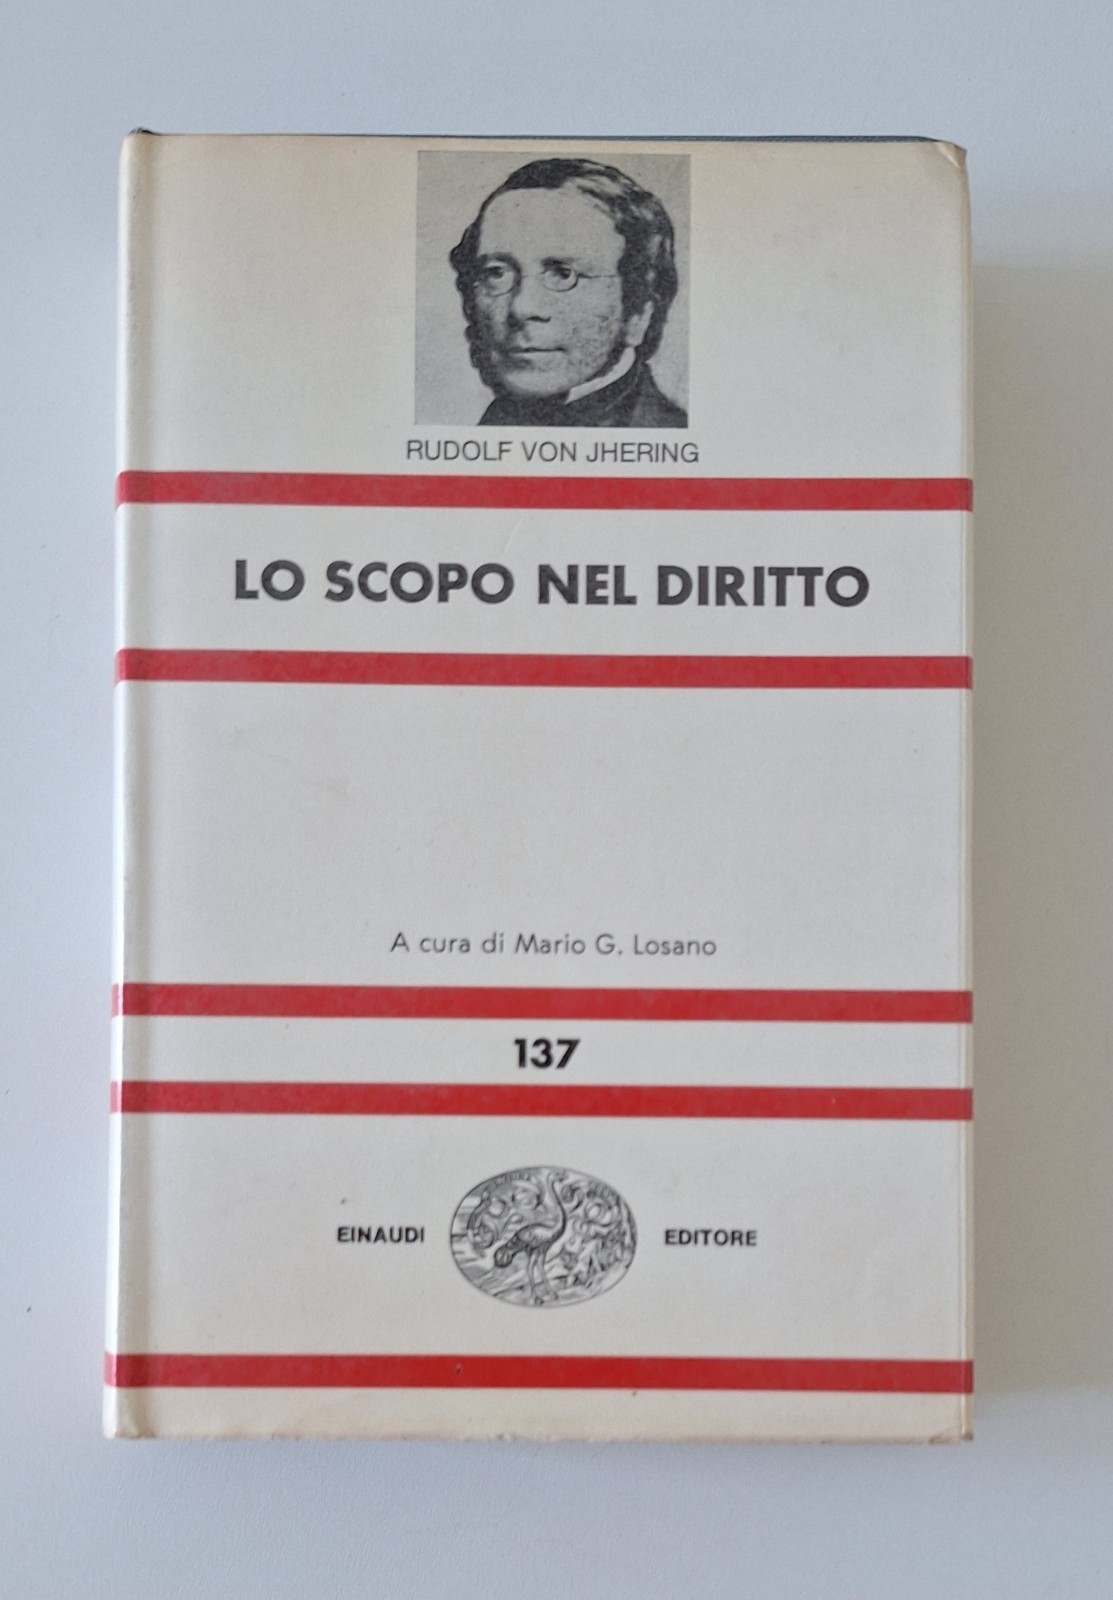 RUDOLF VON JHERING
LO SCOPO NEL DIRITTO
A cura di Mario G. Losano
137
EINAUDI EDITORE